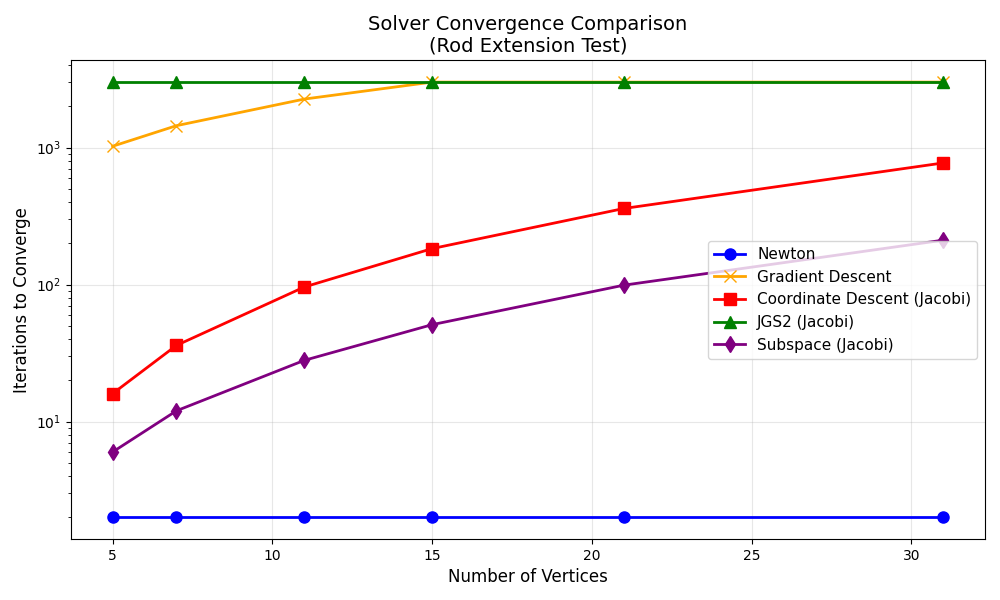 Solver Convergence Comparison
(Rod Extension Test)
Iterations to Converge
10³
10²
10¹
Newton
Gradient Descent
Coordinate Descent (Jacobi)
JGS2 (Jacobi)
Subspace (Jacobi)
5 10 15 20 25 30
Number of Vertices